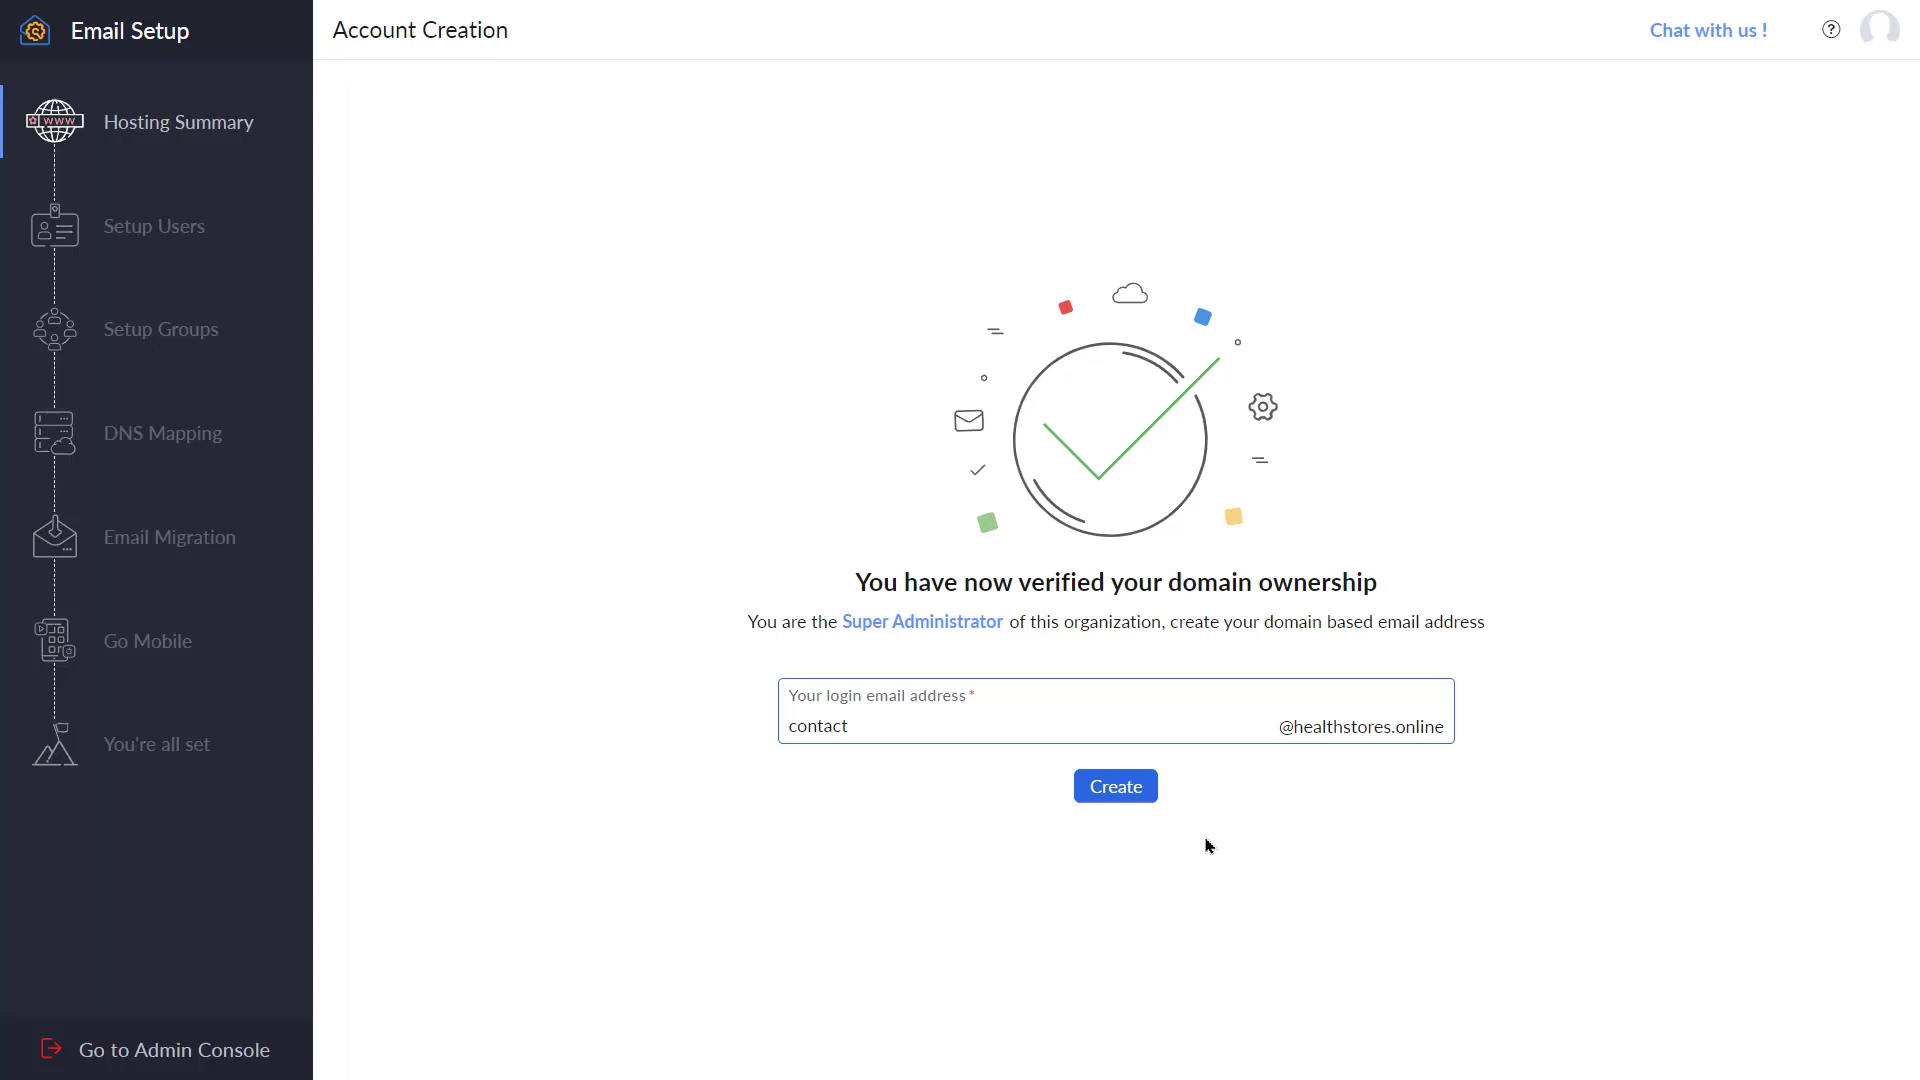 Email Setup
Account Creation
Chat with us !
?
www
Hosting Summary
Setup Users
Setup Groups
DNS Mapping
Email Migration
Go Mobile
You're all set
Go to Admin Console
You have now verified your domain ownership
You are the Super Administrator of this organization, create your domain based email address
Your login email address*
contact @healthstores.online
Create